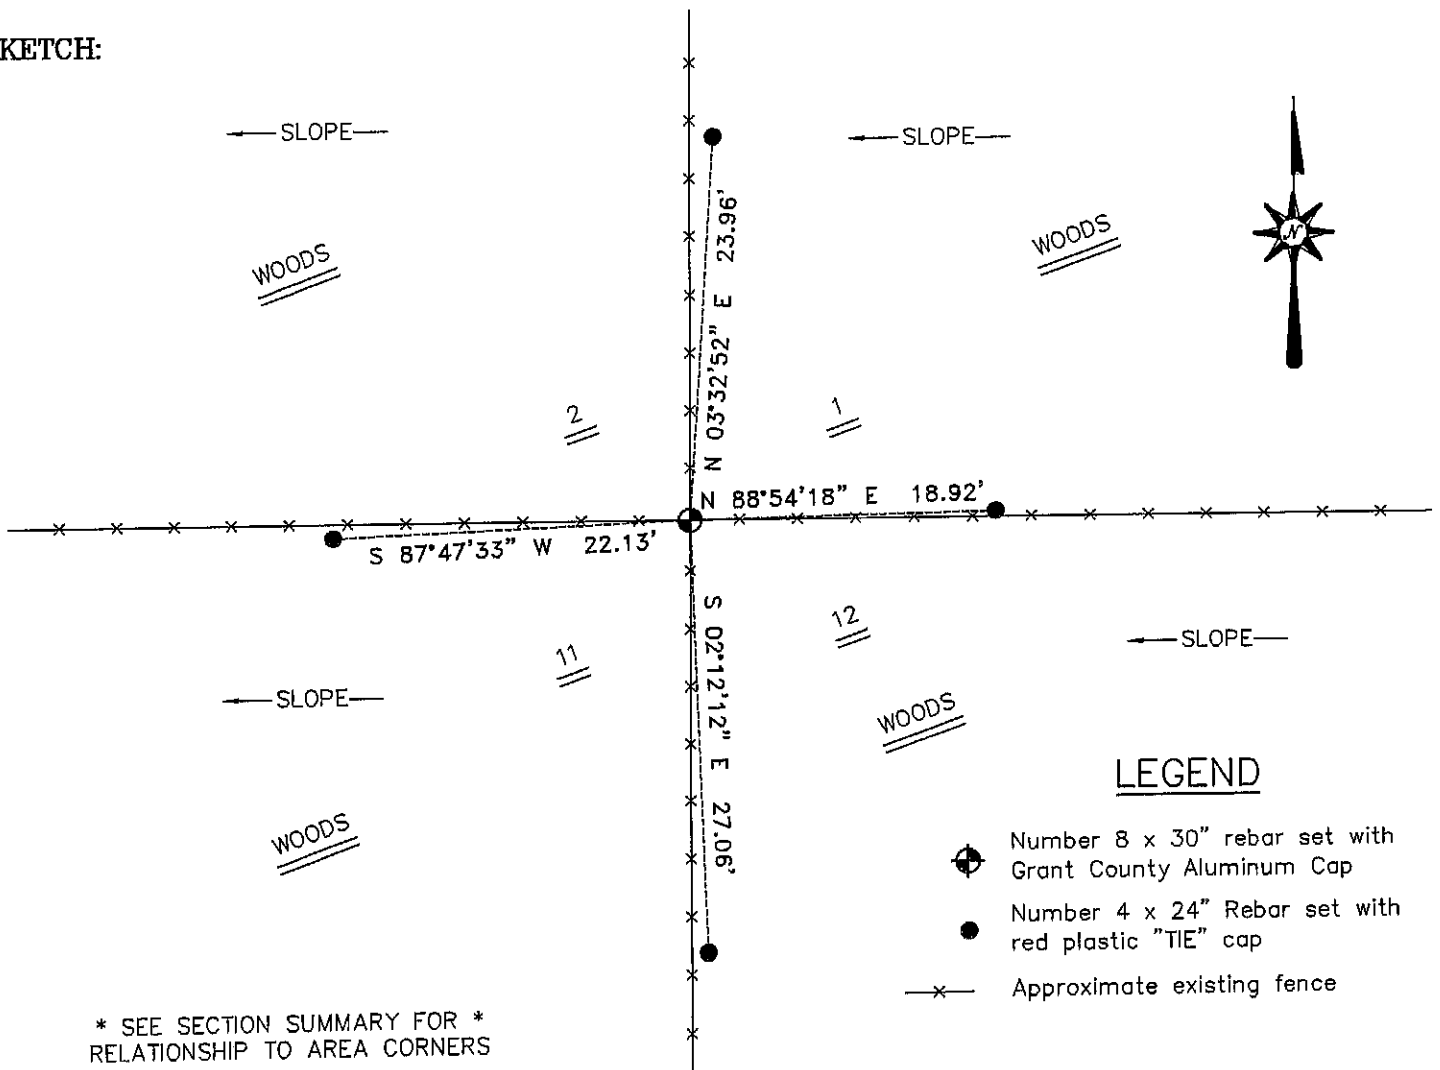 KETCH:
SLOPE
SLOPE
WOODS
WOODS
N 03°32'52" E 23.96'
2
1
N 88°54'18" E 18.92'
S 87°47'33" W 22.13'
S 02°12'12" E 27.06'
12
11
SLOPE
SLOPE
WOODS
WOODS
N
LEGEND
Number 8 x 30" rebar set with
Grant County Aluminum Cap
Number 4 x 24" Rebar set with
red plastic "TIE" cap
Approximate existing fence
* SEE SECTION SUMMARY FOR *
RELATIONSHIP TO AREA CORNERS